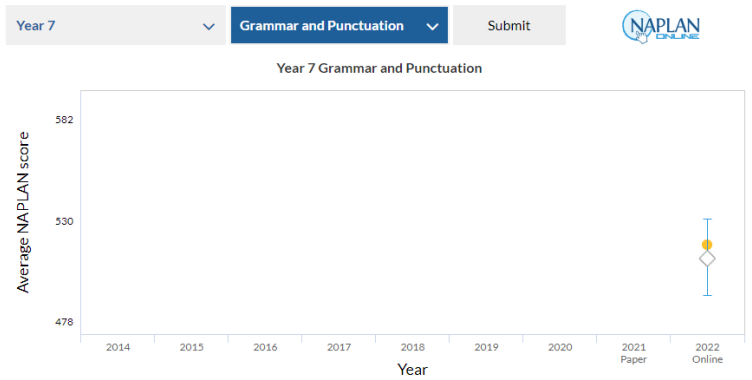 Year 7
Grammar and Punctuation
Submit
NAPLAN
ONLINE
Year 7 Grammar and Punctuation
Average NAPLAN score
582
530
478
2014
2015
2016
2017
2018
2019
2020
2021
Paper
2022
Online
Year